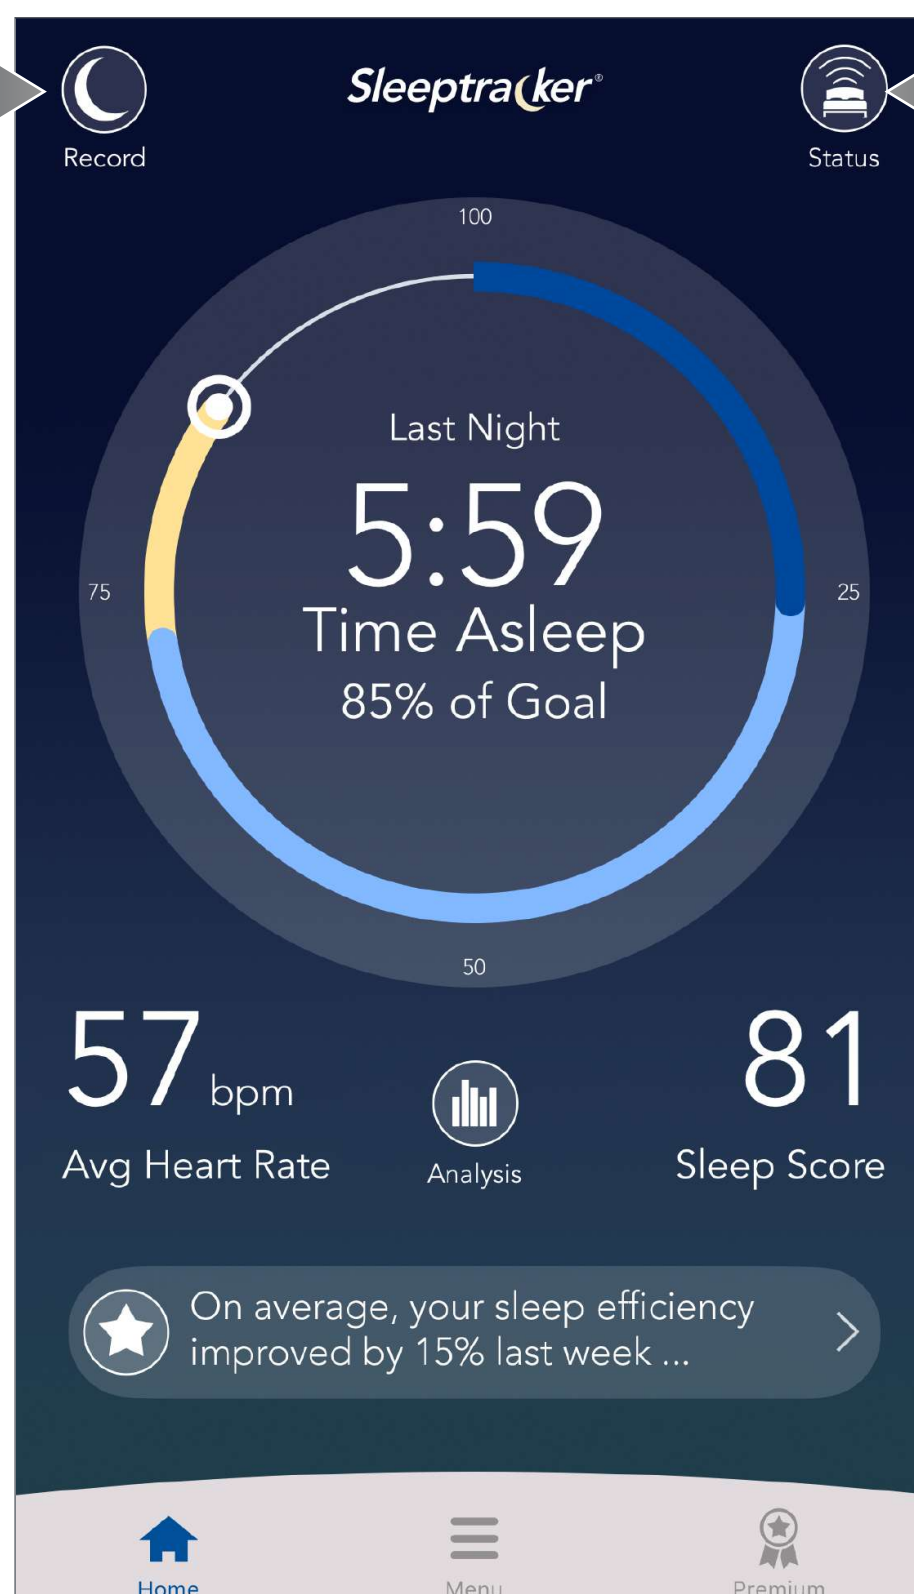 Sleeptracker®
Record
Status
100
75
25
50
Last Night
5:59
Time Asleep
85% of Goal
57 bpm
Avg Heart Rate
Analysis
81
Sleep Score
On average, your sleep efficiency
improved by 15% last week ...
Home
Menu
Premium